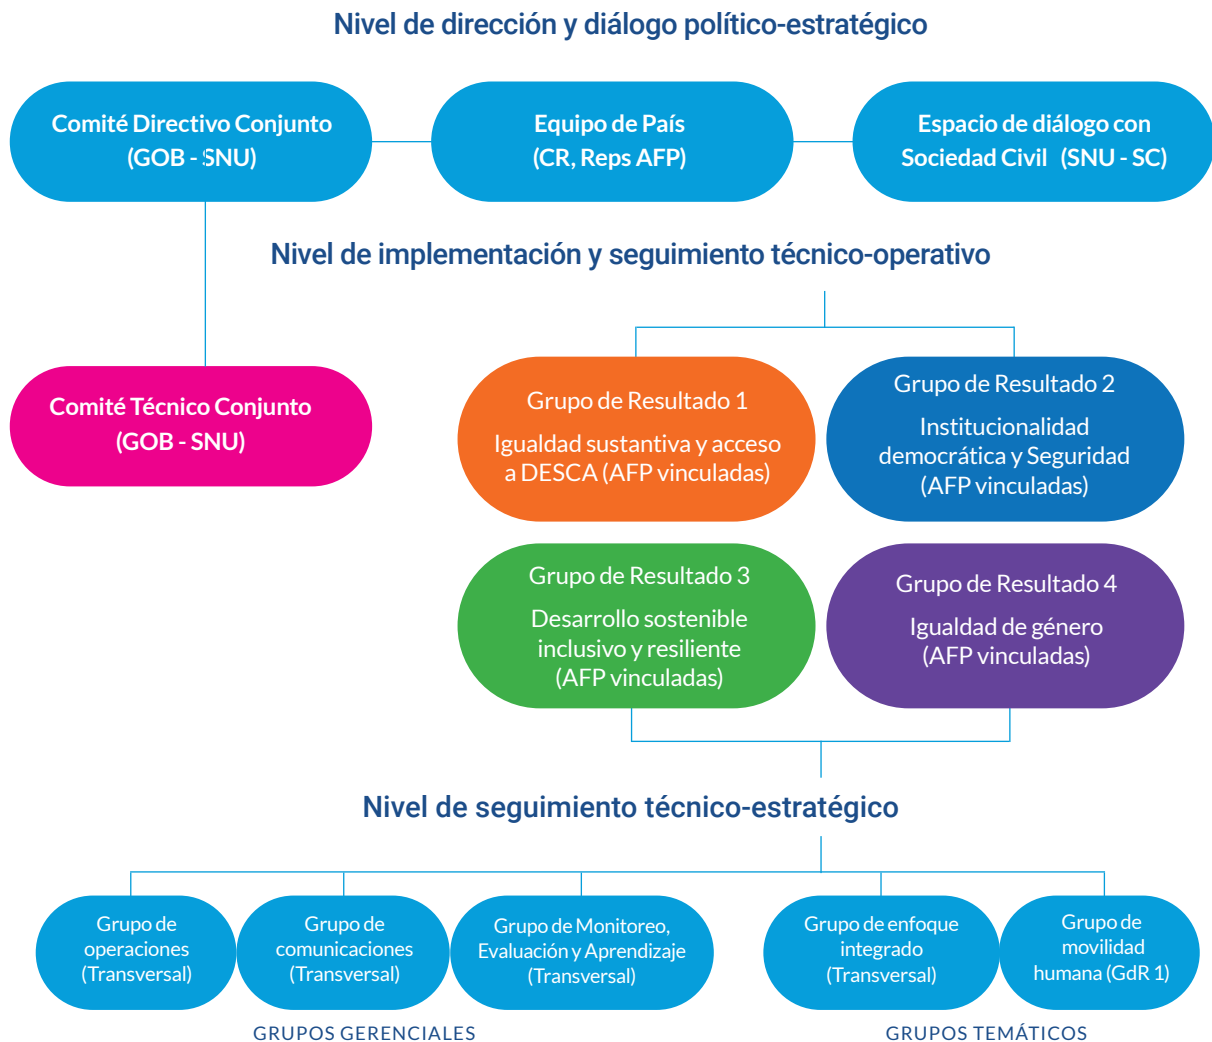 Nivel de dirección y diálogo político-estratégico
Comité Directivo Conjunto
(GOB - SNU)
Equipo de País
(CR, Reps AFP)
Espacio de diálogo con
Sociedad Civil (SNU - SC)
Nivel de implementación y seguimiento técnico-operativo
Comité Técnico Conjunto
(GOB - SNU)
Grupo de Resultado 1
Igualdad sustantiva y acceso
a DESCA (AFP vinculadas)
Grupo de Resultado 2
Institucionalidad
democrática y Seguridad
(AFP vinculadas)
Grupo de Resultado 3
Desarrollo sostenible
inclusivo y resiliente
(AFP vinculadas)
Grupo de Resultado 4
Igualdad de género
(AFP vinculadas)
Nivel de seguimiento técnico-estratégico
Grupo de
operaciones
(Transversal)
Grupo de
comunicaciones
(Transversal)
Grupo de Monitoreo,
Evaluación y Aprendizaje
(Transversal)
Grupo de enfoque
integrado
(Transversal)
Grupo de
movilidad
humana (GdR 1)
GRUPOS GERENCIALES
GRUPOS TEMÁTICOS